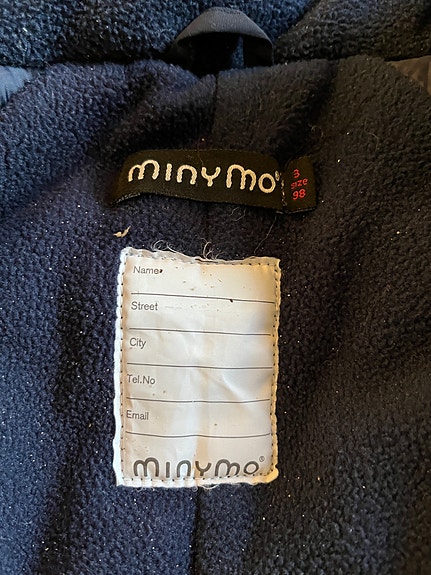 minymo®
3
size
98
Name
Street
City
Tel.No
Email
minymo®